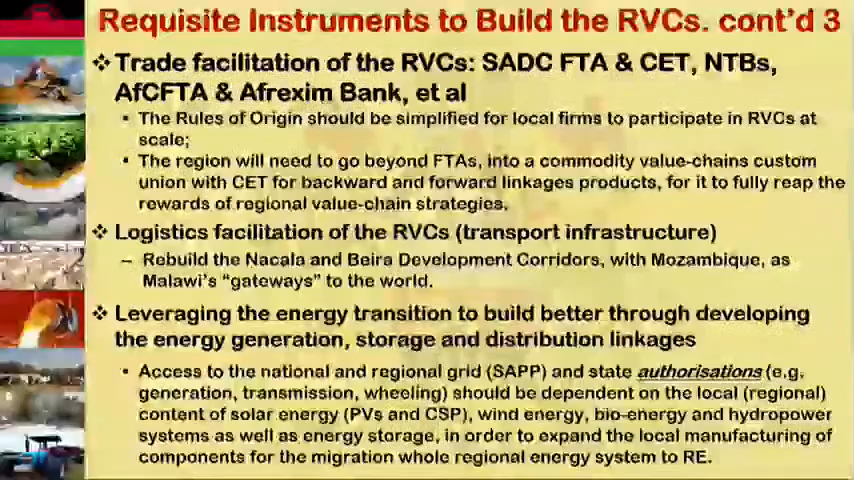 Requisite Instruments to Build the RVCs. cont'd 3
❖ Trade facilitation of the RVCs: SADC FTA & CET, NTBs,
AfCFTA & Afrexim Bank, et al
▪ The Rules of Origin should be simplified for local firms to participate in RVCs at
scale;
▪ The region will need to go beyond FTAs, into a commodity value-chains custom
union with CET for backward and forward linkages products, for it to fully reap the
rewards of regional value-chain strategies.
❖ Logistics facilitation of the RVCs (transport infrastructure)
– Rebuild the Nacala and Beira Development Corridors, with Mozambique, as
Malawi's "gateways" to the world.
❖ Leveraging the energy transition to build better through developing
the energy generation, storage and distribution linkages
• Access to the national and regional grid (SAPP) and state authorisations (e.g.
generation, transmission, wheeling) should be dependent on the local (regional)
content of solar energy (PVs and CSP), wind energy, bio-energy and hydropower
systems as well as energy storage, in order to expand the local manufacturing of
components for the migration whole regional energy system to RE.